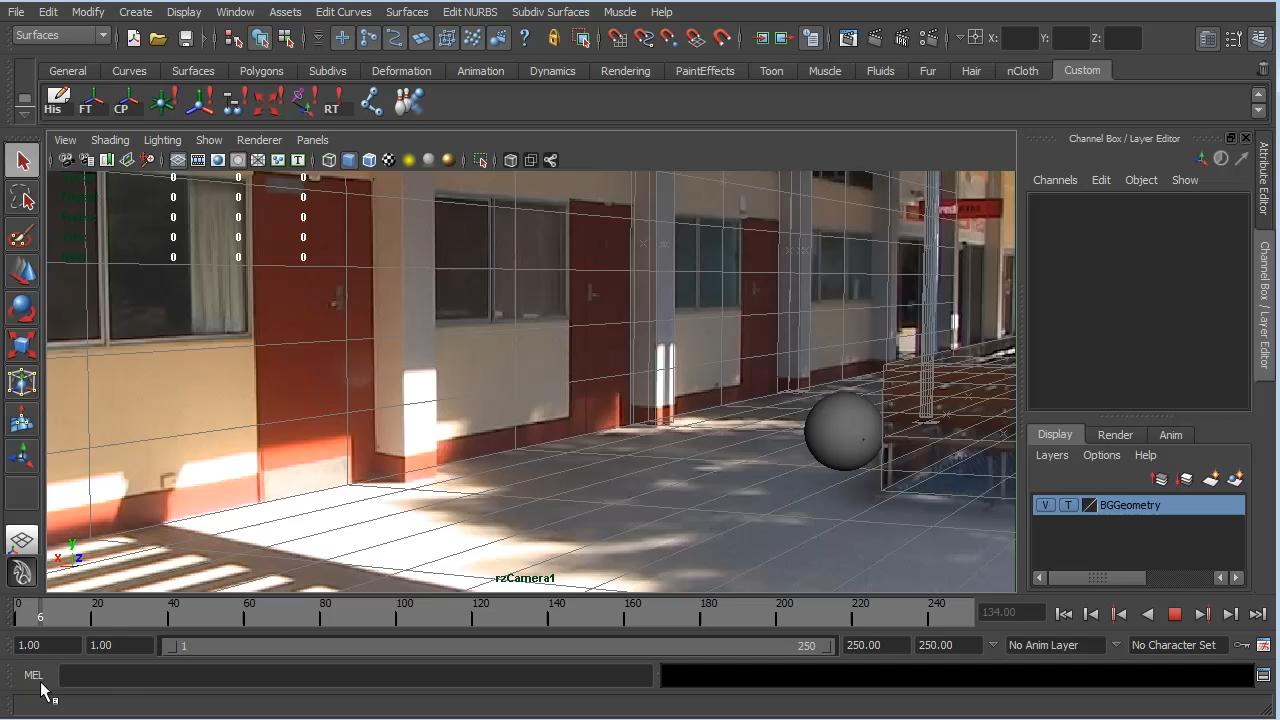 File Edit Modify Create Display Window Assets Edit Curves Surfaces Edit NURBS Subdiv Surfaces Muscle Help
Surfaces X: Y: Z:
General Curves Surfaces Polygons Subdivs Deformation Animation Dynamics Rendering PaintEffects Toon Muscle Fluids Fur Hair nCloth Custom
His FT CP RT
View Shading Lighting Show Renderer Panels
Channel Box / Layer Editor
Channels Edit Object Show
Attribute Editor
Channel Box / Layer Editor
0 0 0
0 0 0
0 0 0
0 0 0
0 0 0
y
x z
rzCamera1
Display Render Anim
Layers Options Help
V T BGGeometry
0 20 40 60 80 100 120 140 160 180 200 220 240
6
134.00
1.00 1.00 1 250 250.00 250.00 No Anim Layer No Character Set
MEL